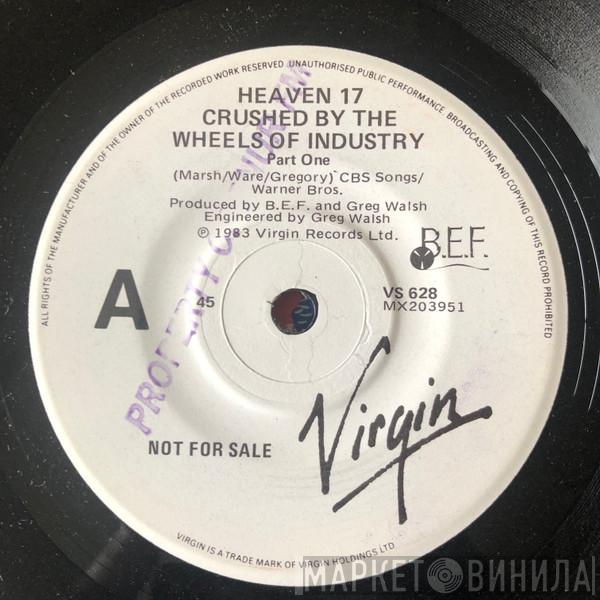 ALL RIGHTS OF THE MANUFACTURER AND OF THE OWNER OF THE RECORDED WORK RESERVED. UNAUTHORISED PUBLIC PERFORMANCE, BROADCASTING AND COPYING OF THIS RECORD PROHIBITED
HEAVEN 17
CRUSHED BY THE
WHEELS OF INDUSTRY
Part One
(Marsh/Ware/Gregory) CBS Songs/
Warner Bros.
Produced by B.E.F. and Greg Walsh
Engineered by Greg Walsh
℗ 1983 Virgin Records Ltd.
B.E.F.
A
45
VS 628
MX203951
PROPERTY
NOT FOR SALE
Virgin
VIRGIN IS A TRADE MARK OF VIRGIN HOLDINGS LTD
МАРКЕТ ВИНИЛА